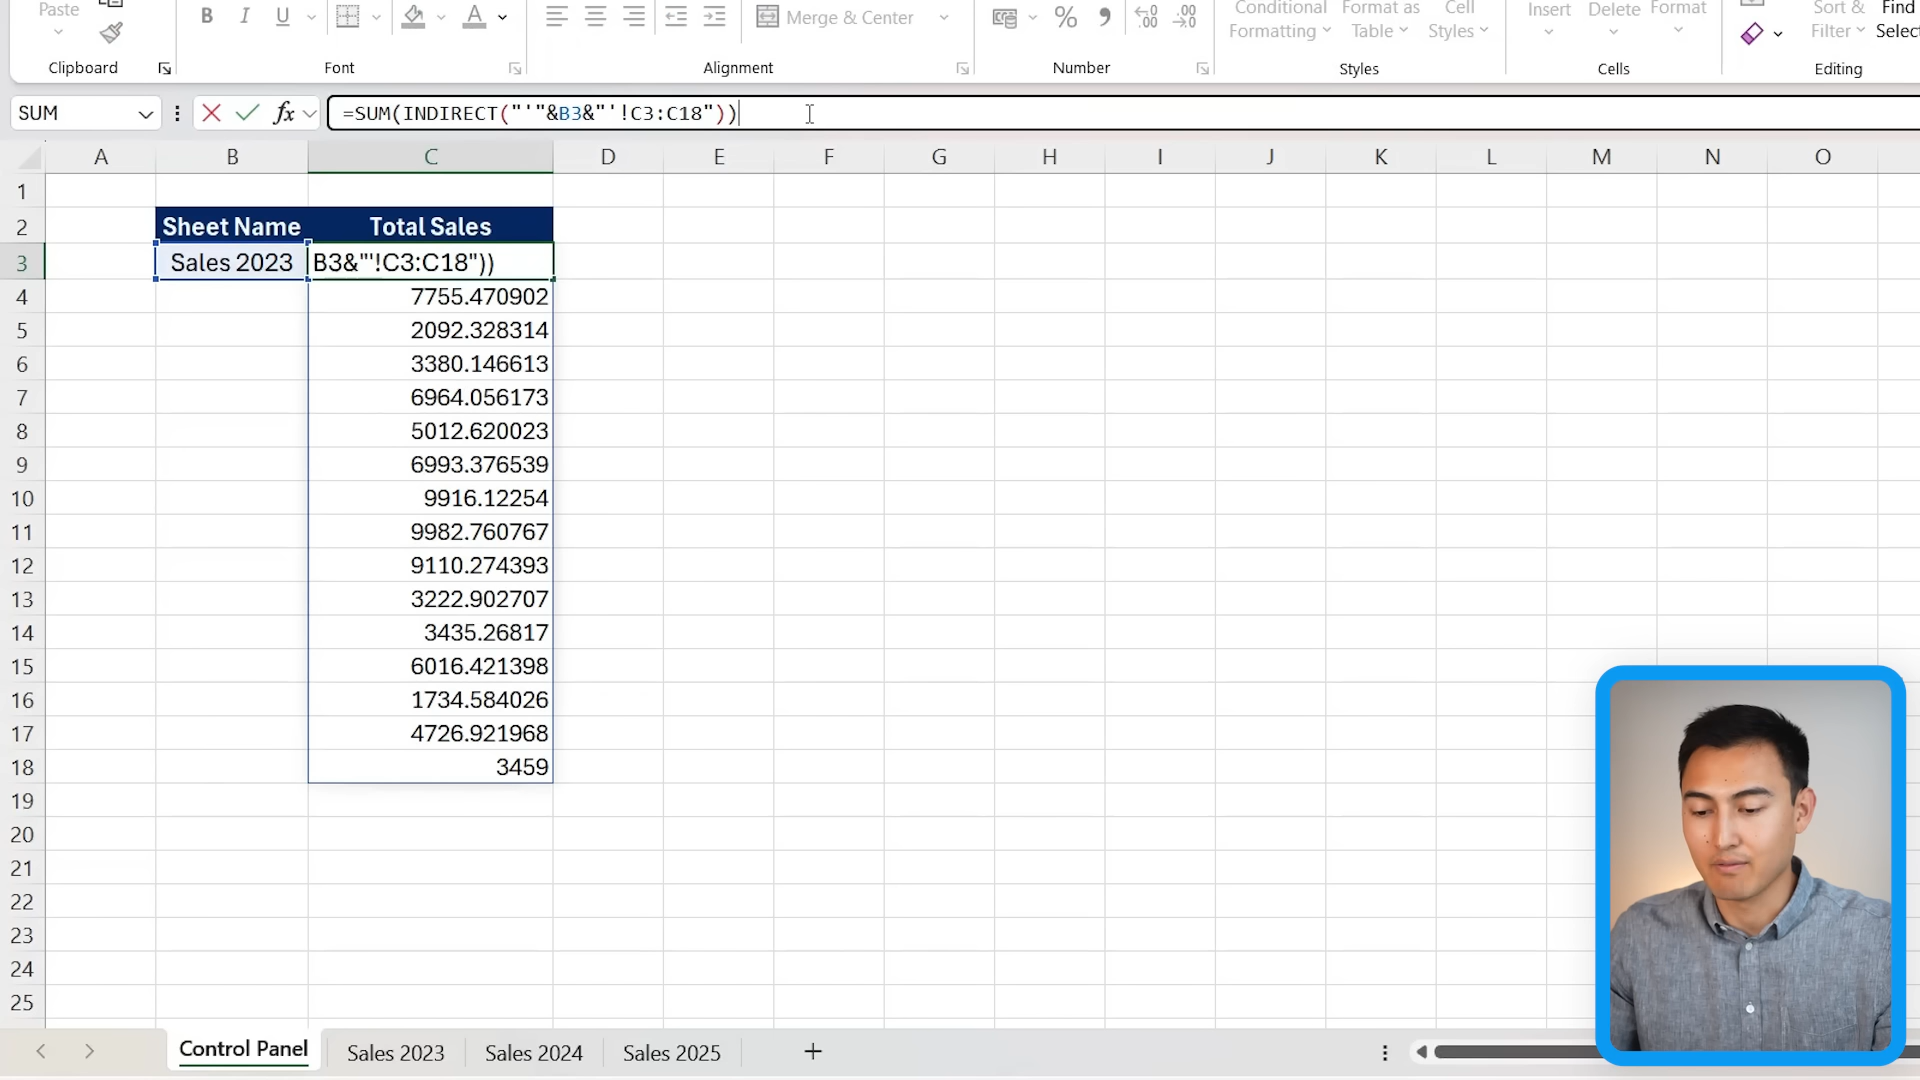 Paste
B I U A
Merge & Center
% 9
Conditional Formatting
Format as Table
Cell Styles
Insert Delete Format
Sort & Filter
Find Select
Clipboard Font Alignment Number Styles Cells Editing
SUM fx =SUM(INDIRECT("'"&B3&"'!C3:C18"))
A B C D E F G H I J K L M N O
1
2 Sheet Name Total Sales
3 Sales 2023 B3&"'!C3:C18"))
4 7755.470902
5 2092.328314
6 3380.146613
7 6964.056173
8 5012.620023
9 6993.376539
10 9916.12254
11 9982.760767
12 9110.274393
13 3222.902707
14 3435.26817
15 6016.421398
16 1734.584026
17 4726.921968
18 3459
19
20
21
22
23
24
25
Control Panel Sales 2023 Sales 2024 Sales 2025 +